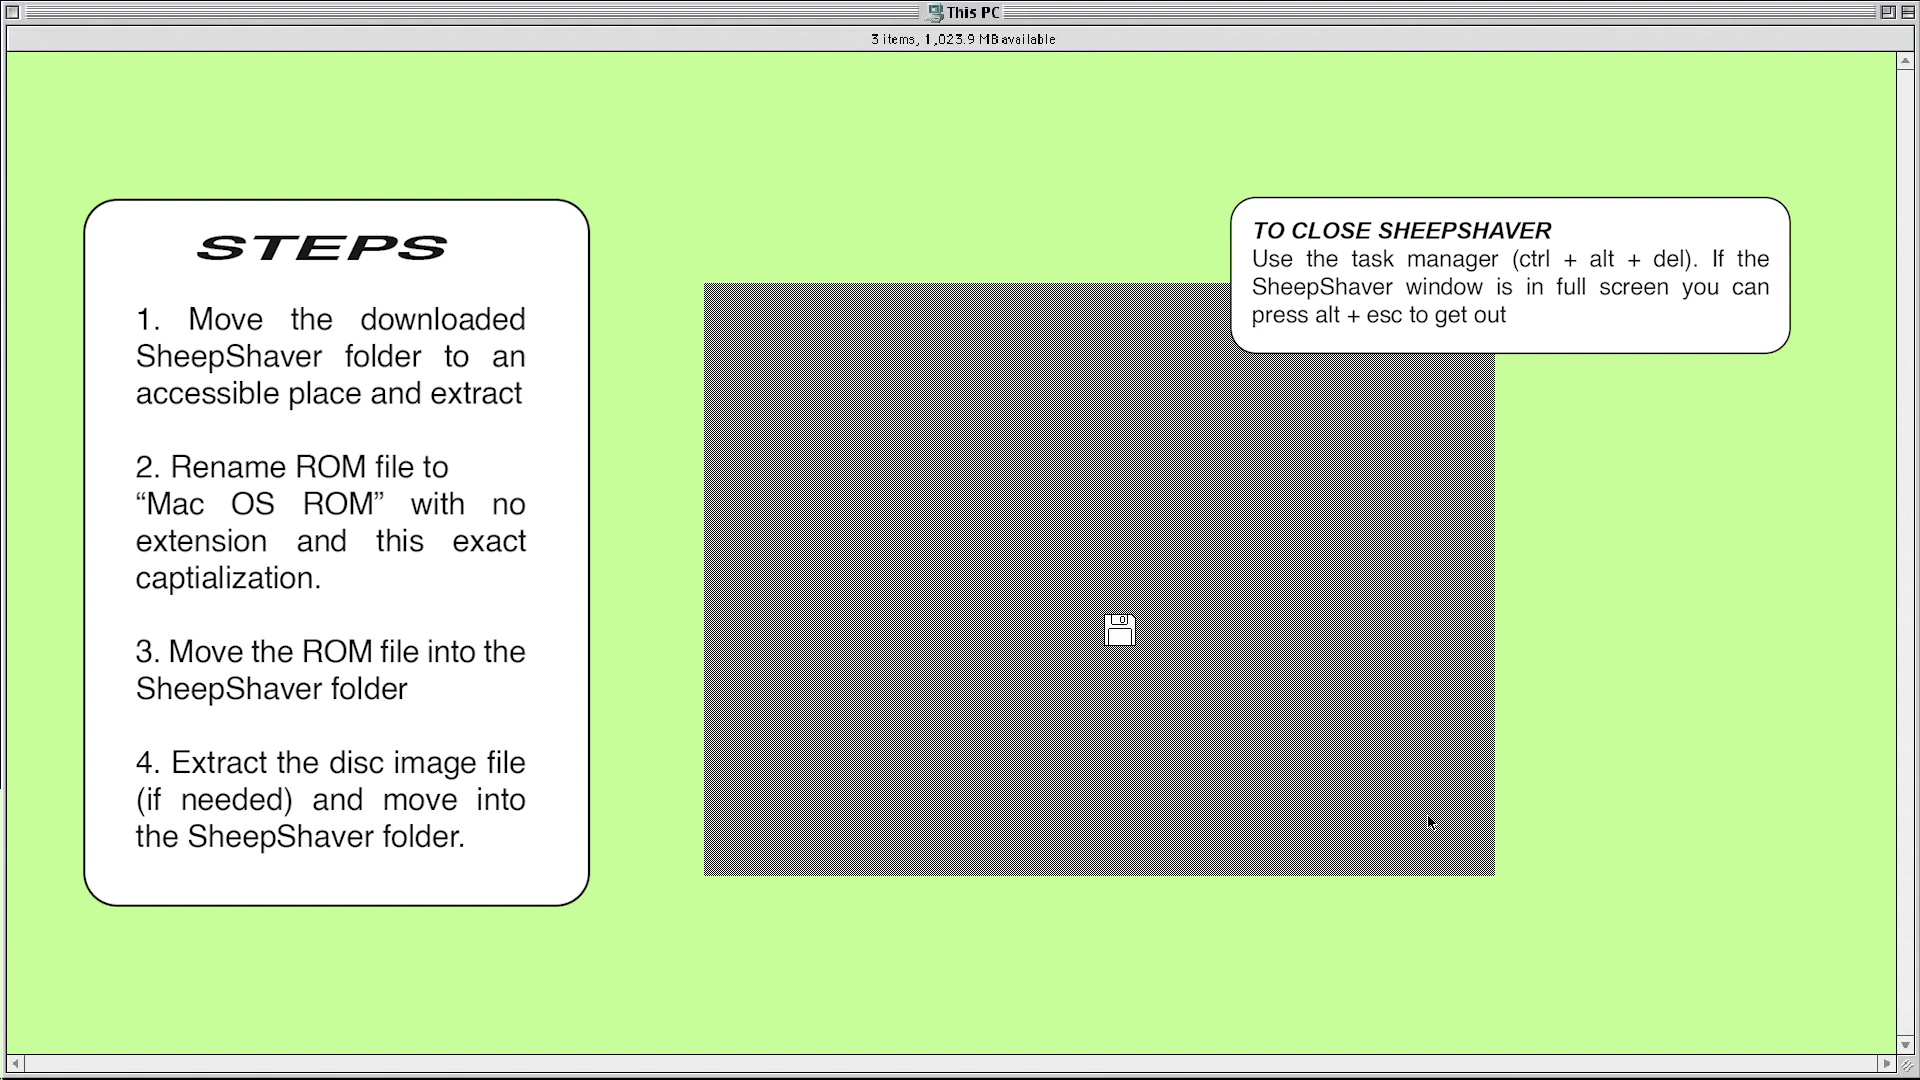 This PC
3 items, 1,023.9 MB available
STEPS
1. Move the downloaded
SheepShaver folder to an
accessible place and extract
2. Rename ROM file to
“Mac OS ROM” with no
extension and this exact
captialization.
3. Move the ROM file into the
SheepShaver folder
4. Extract the disc image file
(if needed) and move into
the SheepShaver folder.
TO CLOSE SHEEPSHAVER
Use the task manager (ctrl + alt + del). If the
SheepShaver window is in full screen you can
press alt + esc to get out